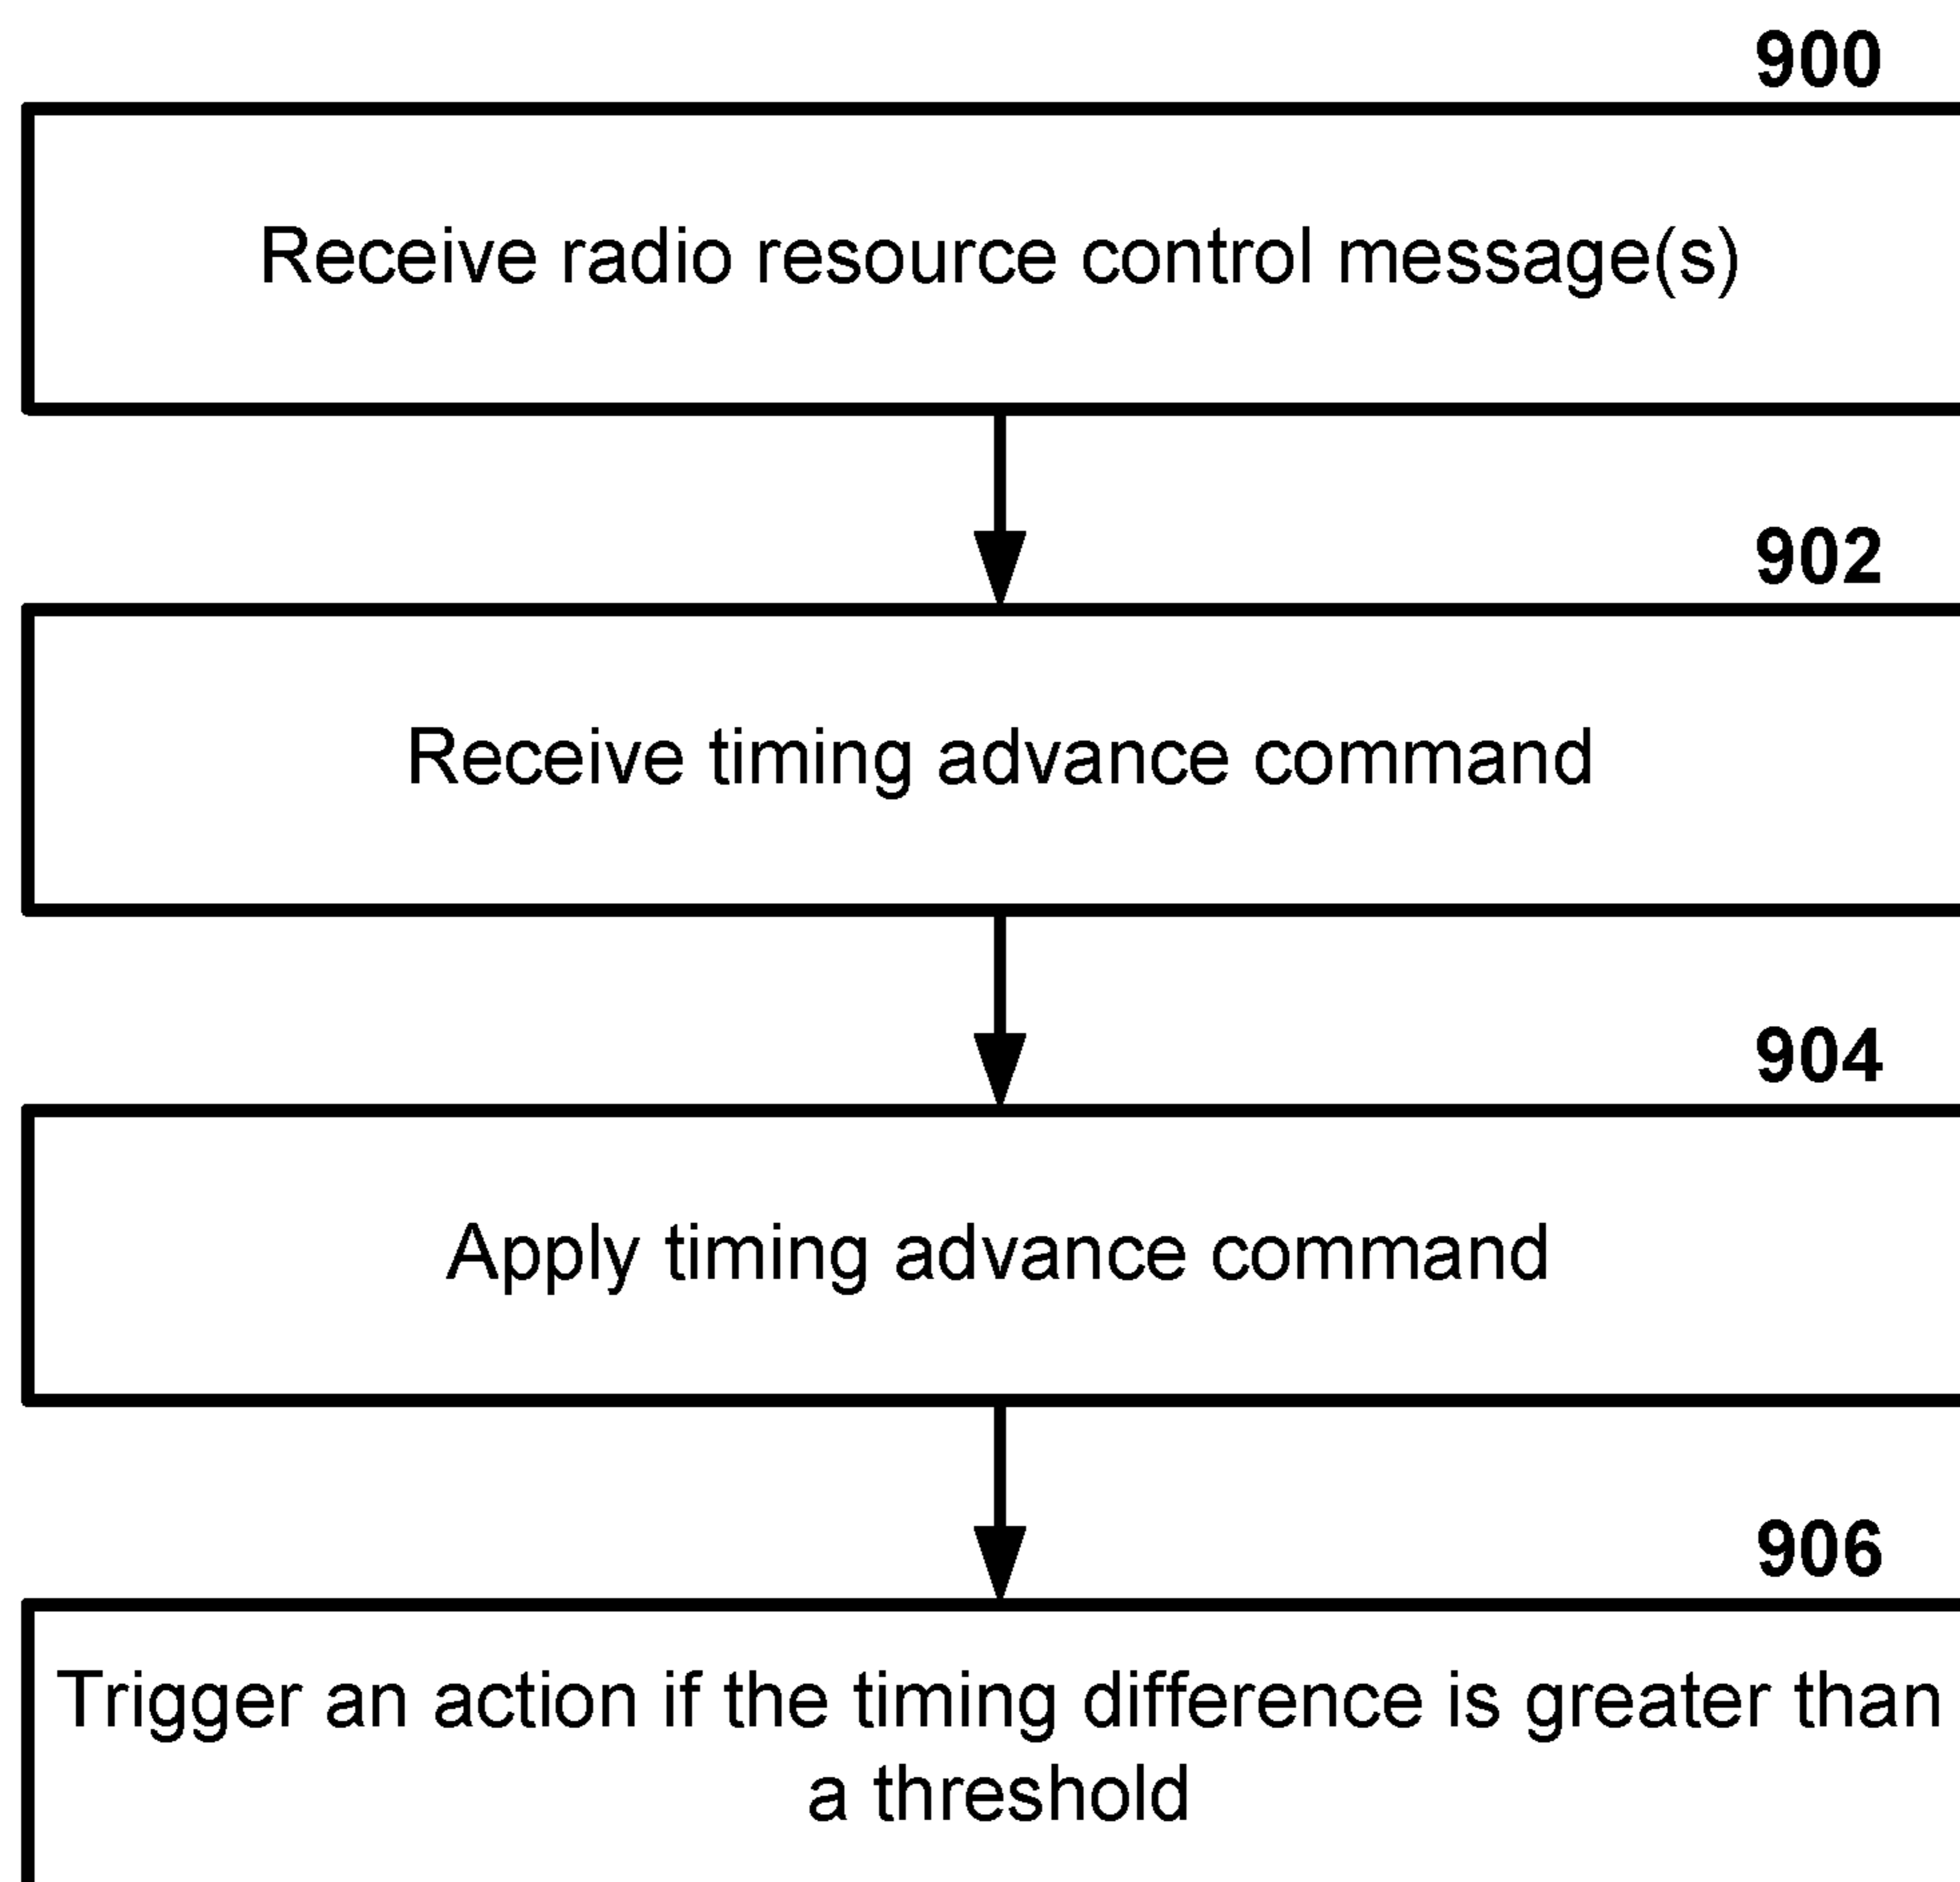 900
Receive radio resource control message(s)
902
Receive timing advance command
904
Apply timing advance command
906
Trigger an action if the timing difference is greater than
a threshold